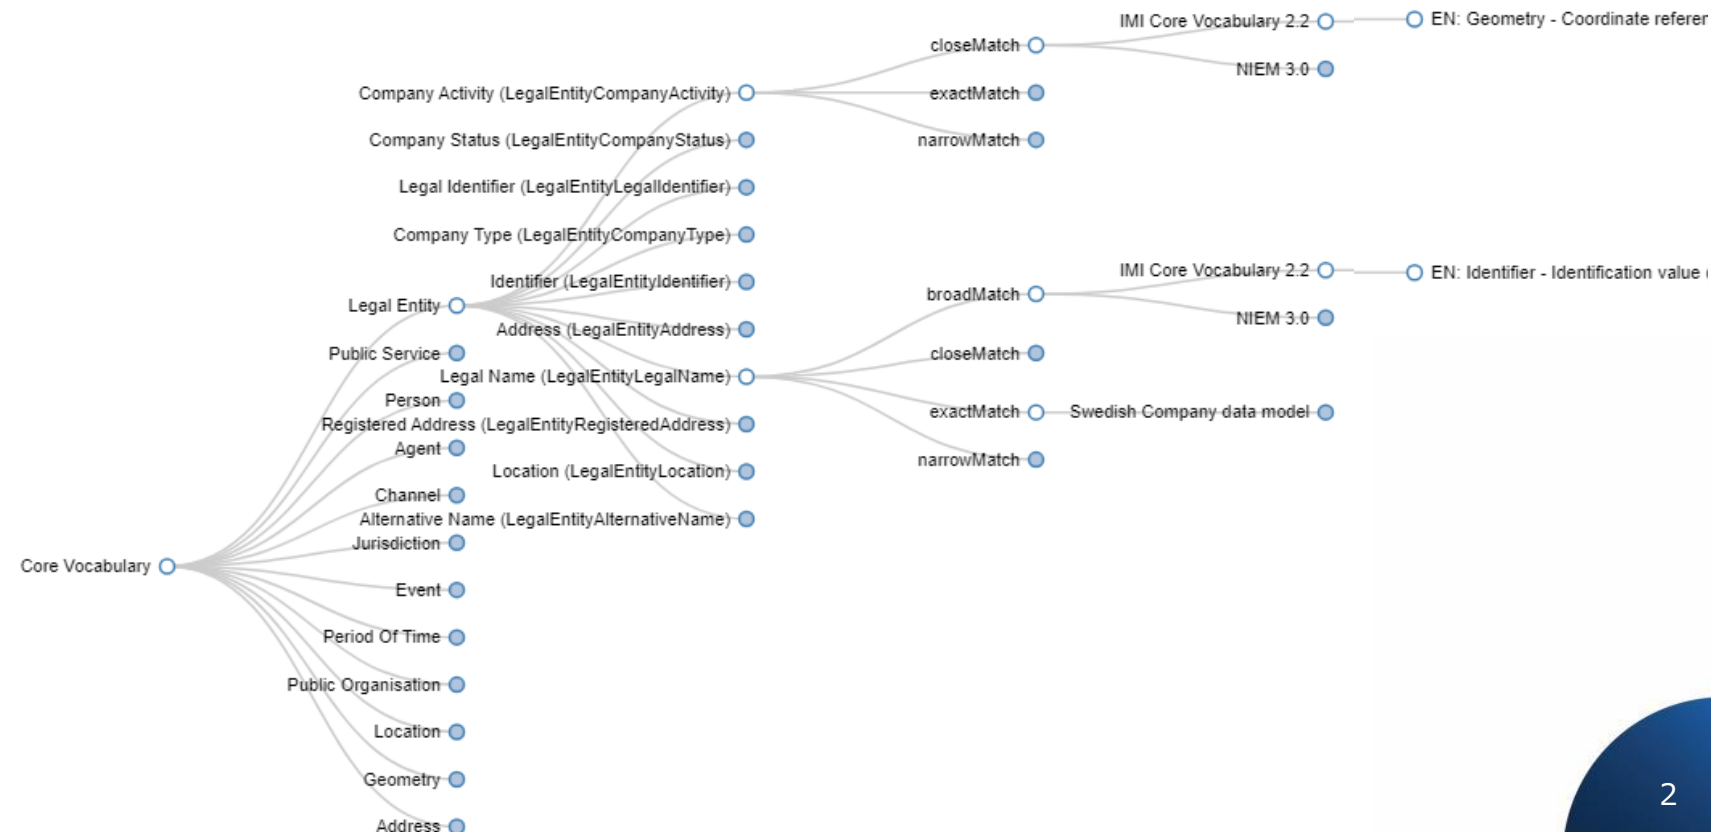 Core Vocabulary
Legal Entity
Public Service
Person
Agent
Channel
Jurisdiction
Event
Period Of Time
Public Organisation
Location
Geometry
Address
Company Activity (LegalEntityCompanyActivity)
Company Status (LegalEntityCompanyStatus)
Legal Identifier (LegalEntityLegalIdentifier)
Company Type (LegalEntityCompanyType)
Identifier (LegalEntityIdentifier)
Address (LegalEntityAddress)
Legal Name (LegalEntityLegalName)
Registered Address (LegalEntityRegisteredAddress)
Location (LegalEntityLocation)
Alternative Name (LegalEntityAlternativeName)
closeMatch
exactMatch
narrowMatch
broadMatch
closeMatch
exactMatch
narrowMatch
IMI Core Vocabulary 2.2
NIEM 3.0
IMI Core Vocabulary 2.2
NIEM 3.0
Swedish Company data model
EN: Geometry - Coordinate refere
EN: Identifier - Identification value
2